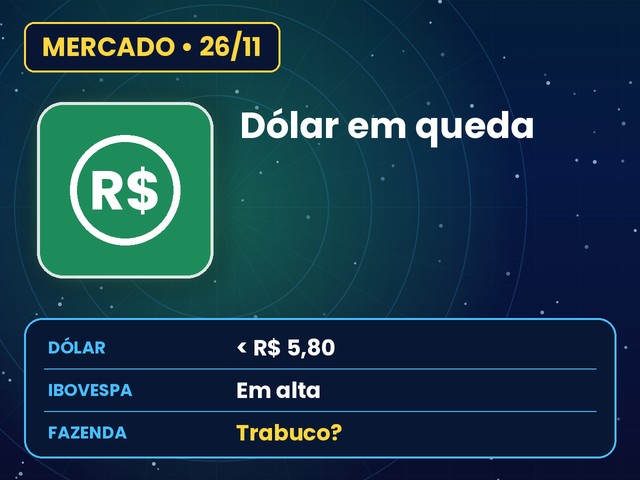 MERCADO • 26/11
R$
Dólar em queda
DÓLAR < R$ 5,80
IBOVESPA Em alta
FAZENDA Trabuco?